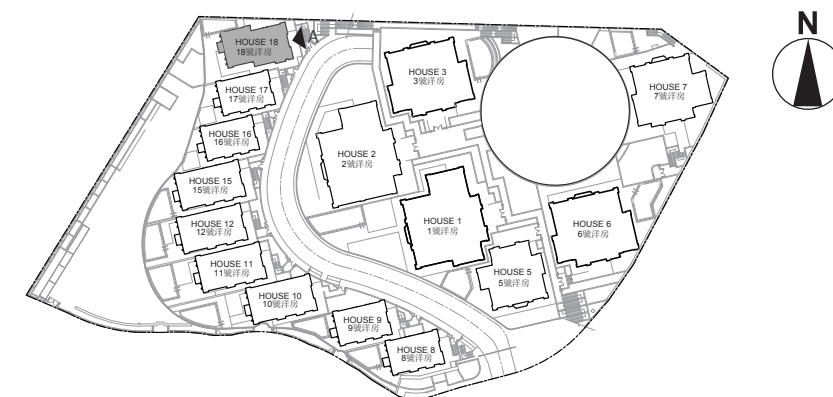 N
HOUSE 18
18號洋房
A
HOUSE 17
17號洋房
HOUSE 16
16號洋房
HOUSE 15
15號洋房
HOUSE 12
12號洋房
HOUSE 11
11號洋房
HOUSE 10
10號洋房
HOUSE 9
9號洋房
HOUSE 8
8號洋房
HOUSE 3
3號洋房
HOUSE 2
2號洋房
HOUSE 1
1號洋房
HOUSE 5
5號洋房
HOUSE 6
6號洋房
HOUSE 7
7號洋房